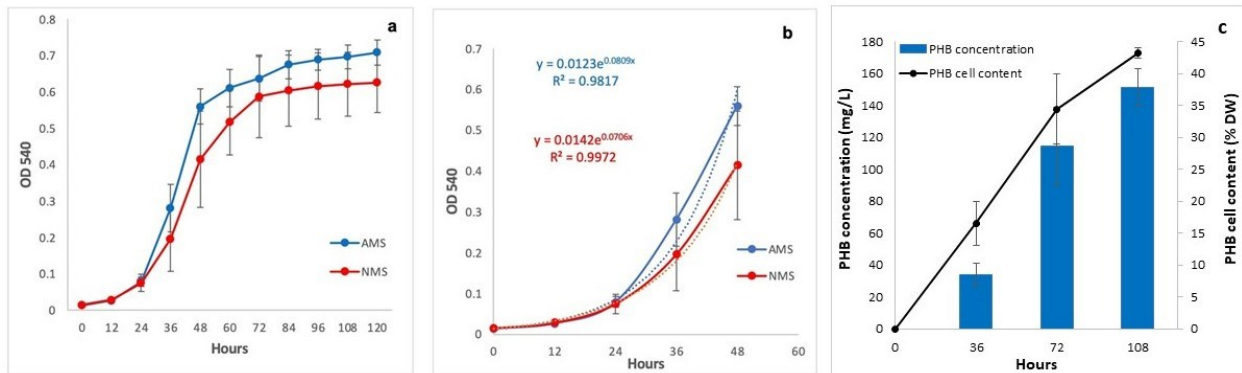 a
0.8
0.7
0.6
0.5
0.4
0.3
0.2
0.1
0
OD 540
AMS
NMS
0 12 24 36 48 60 72 84 96 108 120
Hours
b
0.7
0.6
0.5
0.4
0.3
0.2
0.1
0
OD 540
y = 0.0123e^0.0809x
R² = 0.9817
y = 0.0142e^0.0706x
R² = 0.9972
AMS
NMS
0 12 24 36 48 60
Hours
c
180
160
140
120
100
80
60
40
20
0
PHB concentration (mg/L)
PHB concentration
PHB cell content
45
40
35
30
25
20
15
10
5
0
PHB cell content (% DW)
0 36 72 108
Hours